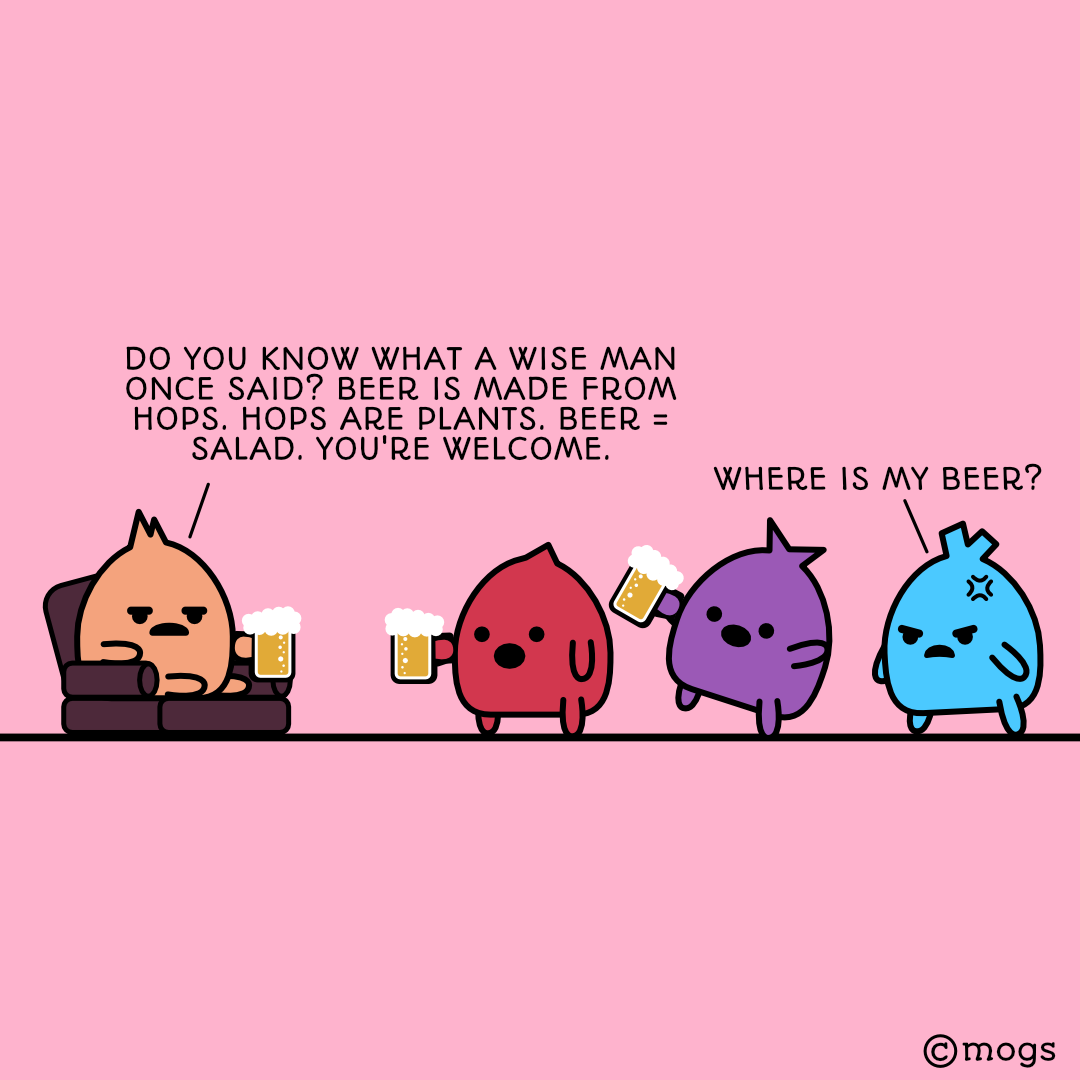 DO YOU KNOW WHAT A WISE MAN
ONCE SAID? BEER IS MADE FROM
HOPS. HOPS ARE PLANTS. BEER =
SALAD. YOU'RE WELCOME.
WHERE IS MY BEER?
©mogs